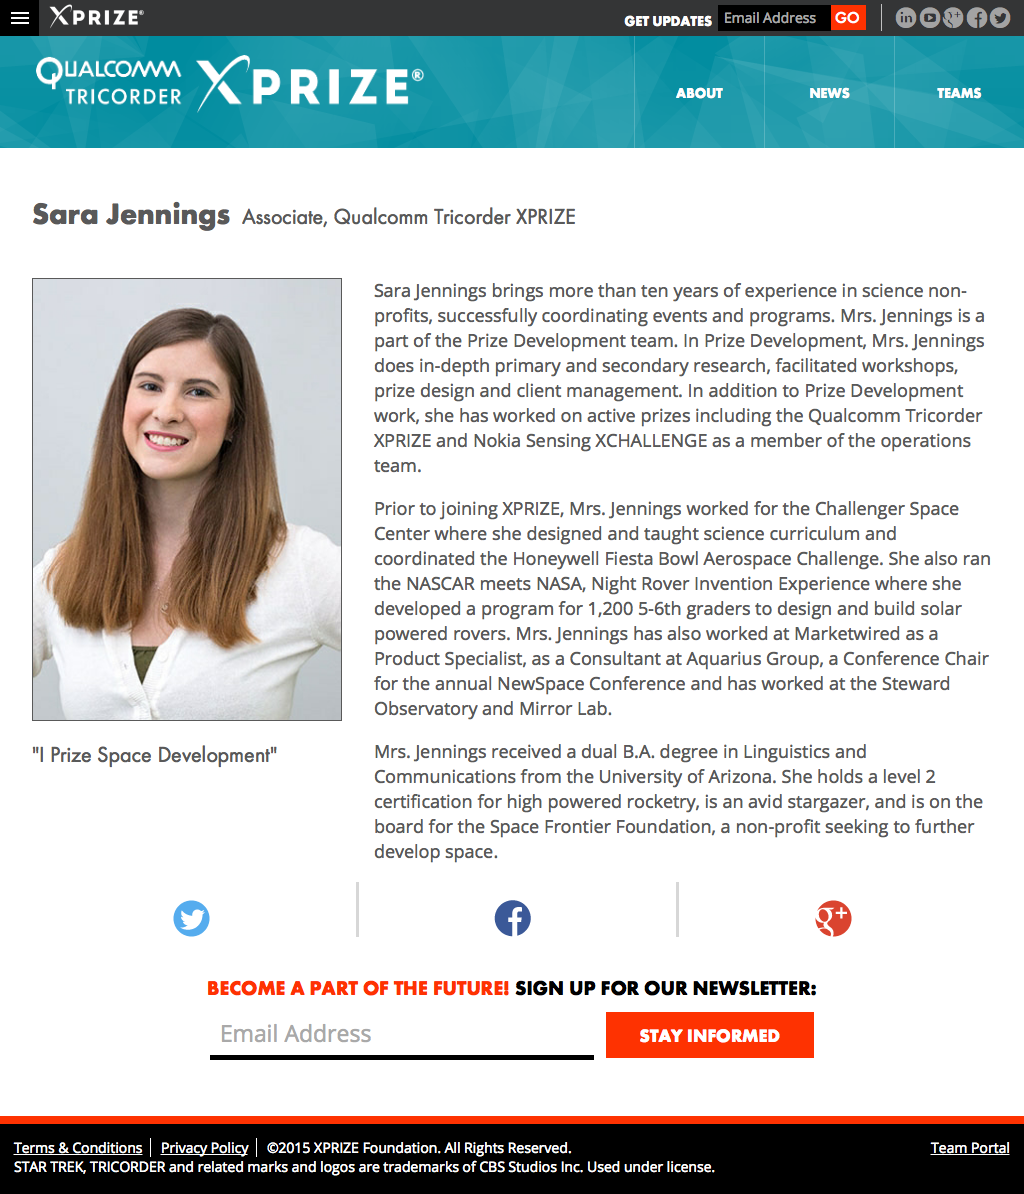 XPRIZE®
GET UPDATES Email Address GO
QUALCOMM
TRICORDER
XPRIZE®
ABOUT NEWS TEAMS
Sara Jennings Associate, Qualcomm Tricorder XPRIZE
Sara Jennings brings more than ten years of experience in science non-
profits, successfully coordinating events and programs. Mrs. Jennings is a
part of the Prize Development team. In Prize Development, Mrs. Jennings
does in-depth primary and secondary research, facilitated workshops,
prize design and client management. In addition to Prize Development
work, she has worked on active prizes including the Qualcomm Tricorder
XPRIZE and Nokia Sensing XCHALLENGE as a member of the operations
team.
Prior to joining XPRIZE, Mrs. Jennings worked for the Challenger Space
Center where she designed and taught science curriculum and
coordinated the Honeywell Fiesta Bowl Aerospace Challenge. She also ran
the NASCAR meets NASA, Night Rover Invention Experience where she
developed a program for 1,200 5-6th graders to design and build solar
powered rovers. Mrs. Jennings has also worked at Marketwired as a
Product Specialist, as a Consultant at Aquarius Group, a Conference Chair
for the annual NewSpace Conference and has worked at the Steward
Observatory and Mirror Lab.
"I Prize Space Development"
Mrs. Jennings received a dual B.A. degree in Linguistics and
Communications from the University of Arizona. She holds a level 2
certification for high powered rocketry, is an avid stargazer, and is on the
board for the Space Frontier Foundation, a non-profit seeking to further
develop space.
BECOME A PART OF THE FUTURE! SIGN UP FOR OUR NEWSLETTER:
Email Address STAY INFORMED
Terms & Conditions Privacy Policy ©2015 XPRIZE Foundation. All Rights Reserved. Team Portal
STAR TREK, TRICORDER and related marks and logos are trademarks of CBS Studios Inc. Used under license.